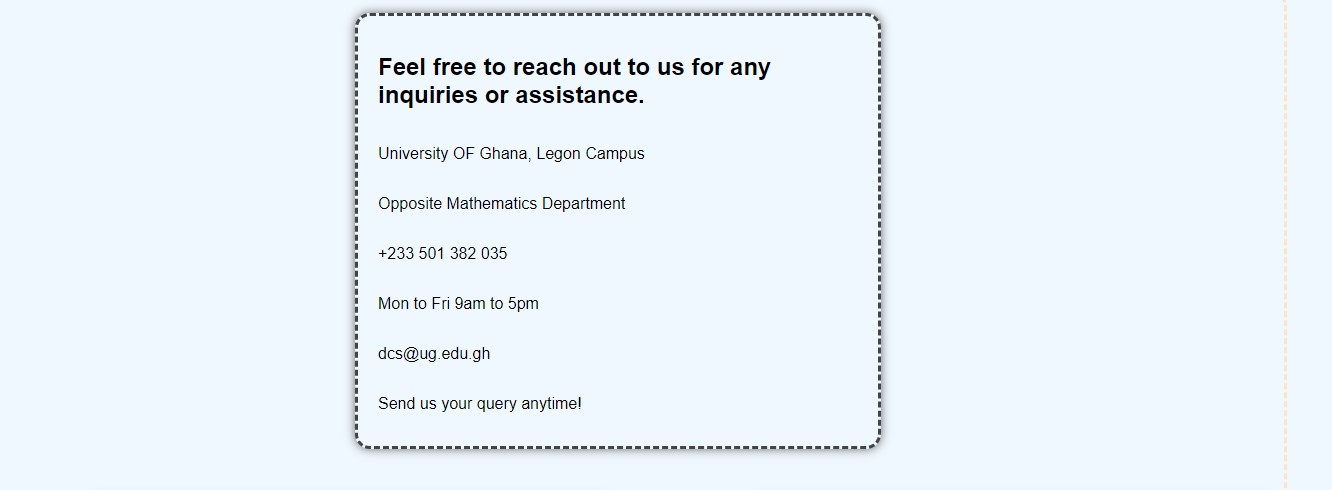 Feel free to reach out to us for any
inquiries or assistance.
University OF Ghana, Legon Campus
Opposite Mathematics Department
+233 501 382 035
Mon to Fri 9am to 5pm
dcs@ug.edu.gh
Send us your query anytime!